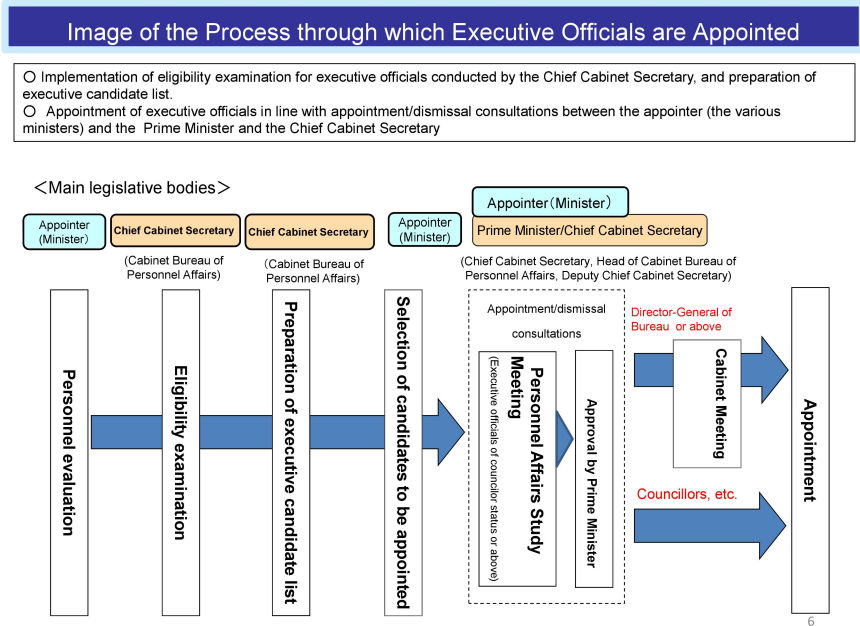 Image of the Process through which Executive Officials are Appointed
○ Implementation of eligibility examination for executive officials conducted by the Chief Cabinet Secretary, and preparation of
executive candidate list.
○ Appointment of executive officials in line with appointment/dismissal consultations between the appointer (the various
ministers) and the Prime Minister and the Chief Cabinet Secretary
＜Main legislative bodies＞
Appointer
(Minister）
Chief Cabinet Secretary
(Cabinet Bureau of
Personnel Affairs)
Chief Cabinet Secretary
（Cabinet Bureau of
Personnel Affairs)
Appointer
(Minister)
Appointer（Minister）
Prime Minister/Chief Cabinet Secretary
(Chief Cabinet Secretary, Head of Cabinet Bureau of
Personnel Affairs, Deputy Chief Cabinet Secretary)
Personnel evaluation
Eligibility examination
Preparation of executive candidate list
Selection of candidates to be appointed
Appointment/dismissal
consultations
Personnel Affairs Study
Meeting
(Executive officials of councilor status or above)
Approval by Prime Minister
Director-General of
Bureau or above
Cabinet Meeting
Councillors, etc.
Appointment
6